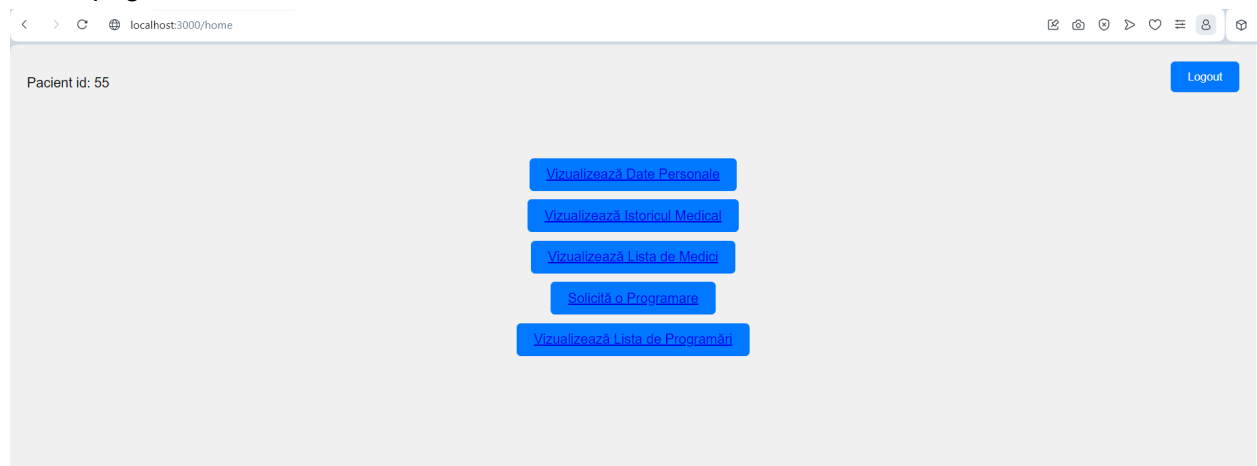 localhost:3000/home
Pacient id: 55
Logout
Vizualizează Date Personale
Vizualizează Istoricul Medical
Vizualizează Lista de Medici
Solicită o Programare
Vizualizează Lista de Programări